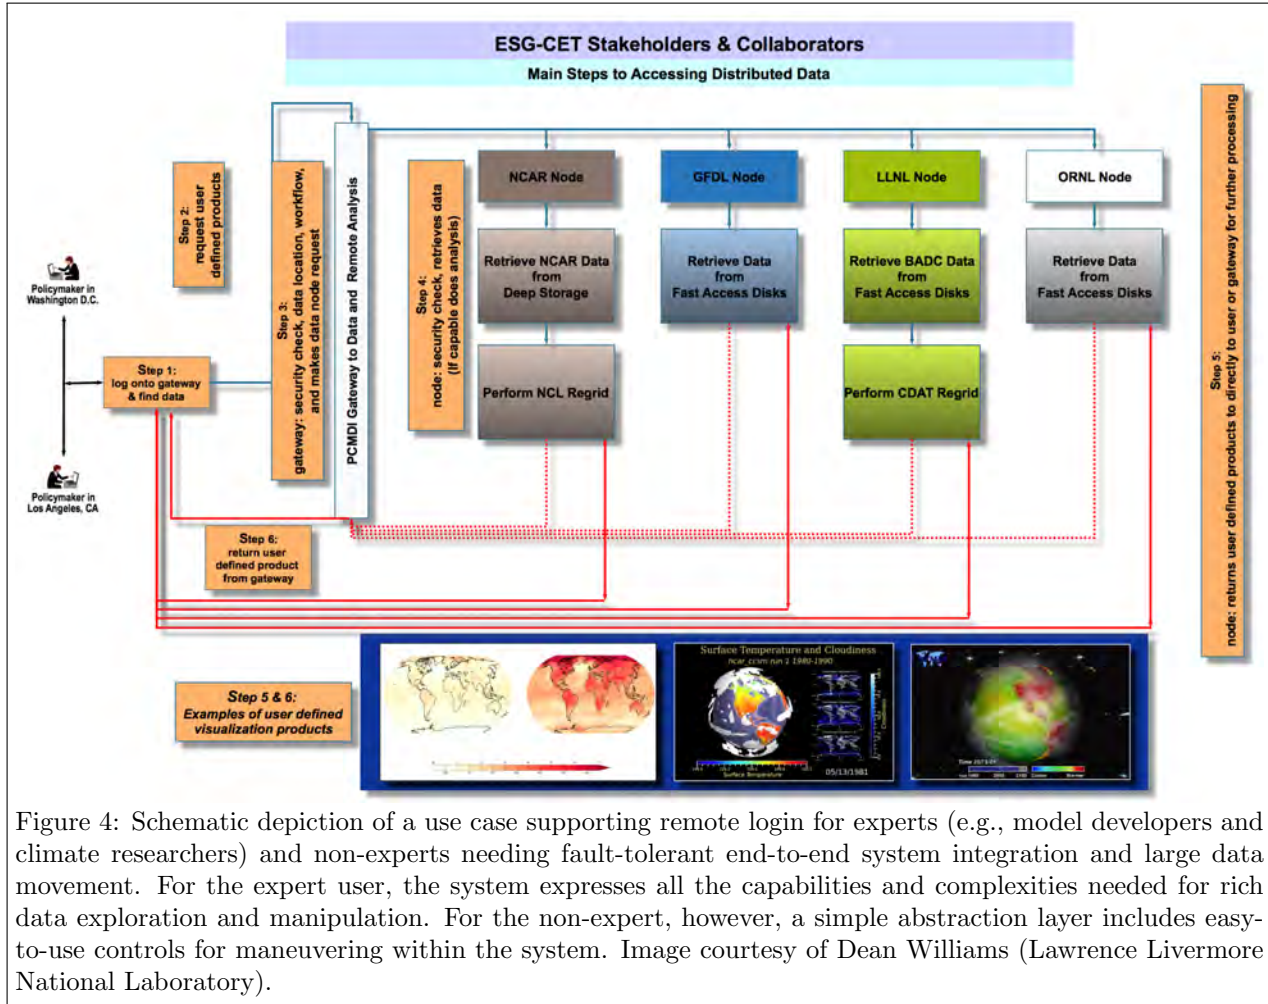 ESG-CET Stakeholders & Collaborators
Main Steps to Accessing Distributed Data
Policymaker in
Washington D.C.
Policymaker in
Los Angeles, CA
Step 1:
log onto gateway
& find data
Step 2:
request user
defined products
Step 3:
gateway: security check, data location, workflow,
and makes data node request
PCMDI Gateway to Data and Remote Analysis
Step 4:
node: security check, retrieves data
(If capable does analysis)
NCAR Node
Retrieve NCAR Data
from
Deep Storage
Perform NCL Regrid
GFDL Node
Retrieve Data
from
Fast Access Disks
LLNL Node
Retrieve BADC Data
from
Fast Access Disks
Perform CDAT Regrid
ORNL Node
Retrieve Data
from
Fast Access Disks
Step 5:
node: returns user defined products to directly to user or gateway for further processing
Step 6:
return user
defined product
from gateway
Step 5 & 6:
Examples of user defined
visualization products
Surface Temperature and Cloudiness
ncar_ccsm run 1 1980-1990
Cloudiness
Surface Temperature
05/13/1981
Figure 4: Schematic depiction of a use case supporting remote login for experts (e.g., model developers and
climate researchers) and non-experts needing fault-tolerant end-to-end system integration and large data
movement. For the expert user, the system expresses all the capabilities and complexities needed for rich
data exploration and manipulation. For the non-expert, however, a simple abstraction layer includes easy-
to-use controls for maneuvering within the system. Image courtesy of Dean Williams (Lawrence Livermore
National Laboratory).